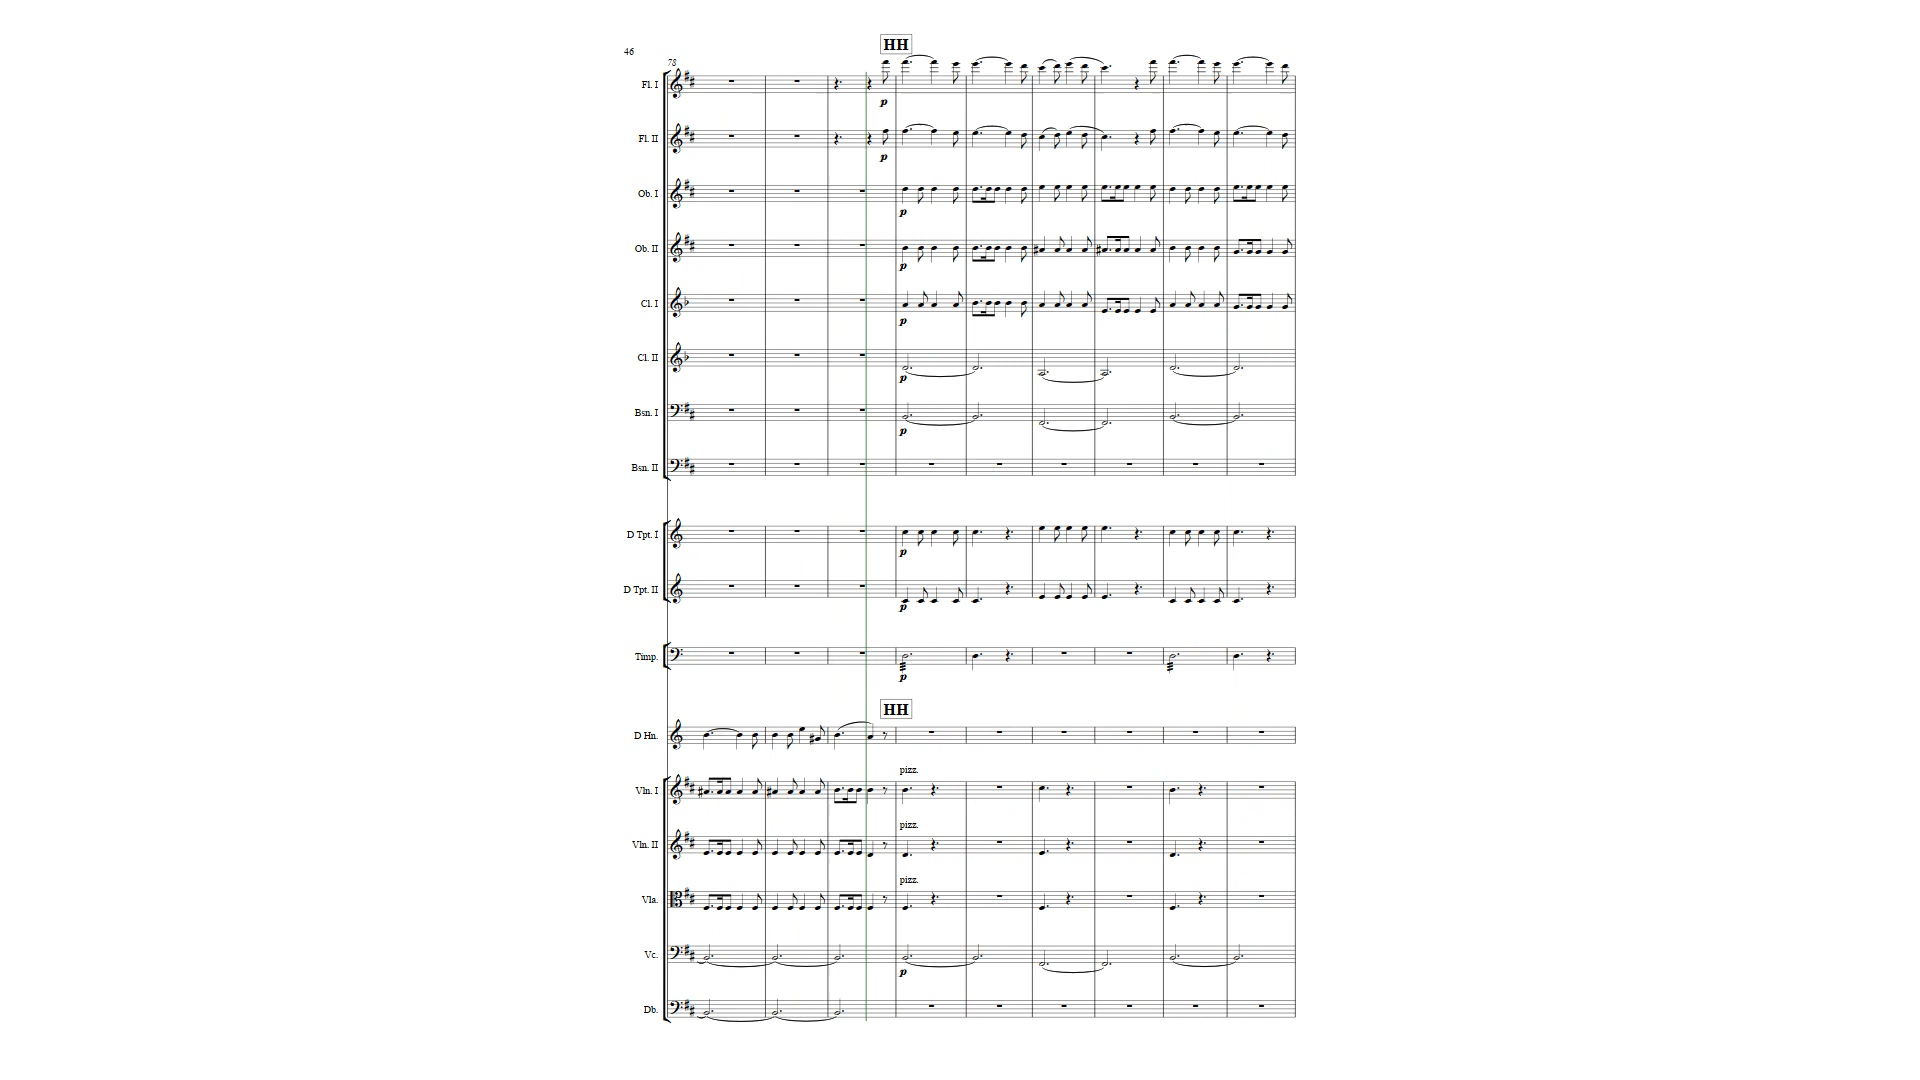 HH
46
78
Fl. I
p
Fl. II
p
Ob. I
p
Ob. II
p
Cl. I
p
Cl. II
p
Bsn. I
p
Bsn. II
D Tpt. I
p
D Tpt. II
p
Timp.
p
HH
D Hn.
pizz.
Vln. I
pizz.
Vln. II
pizz.
Vla.
Vc.
p
Db.